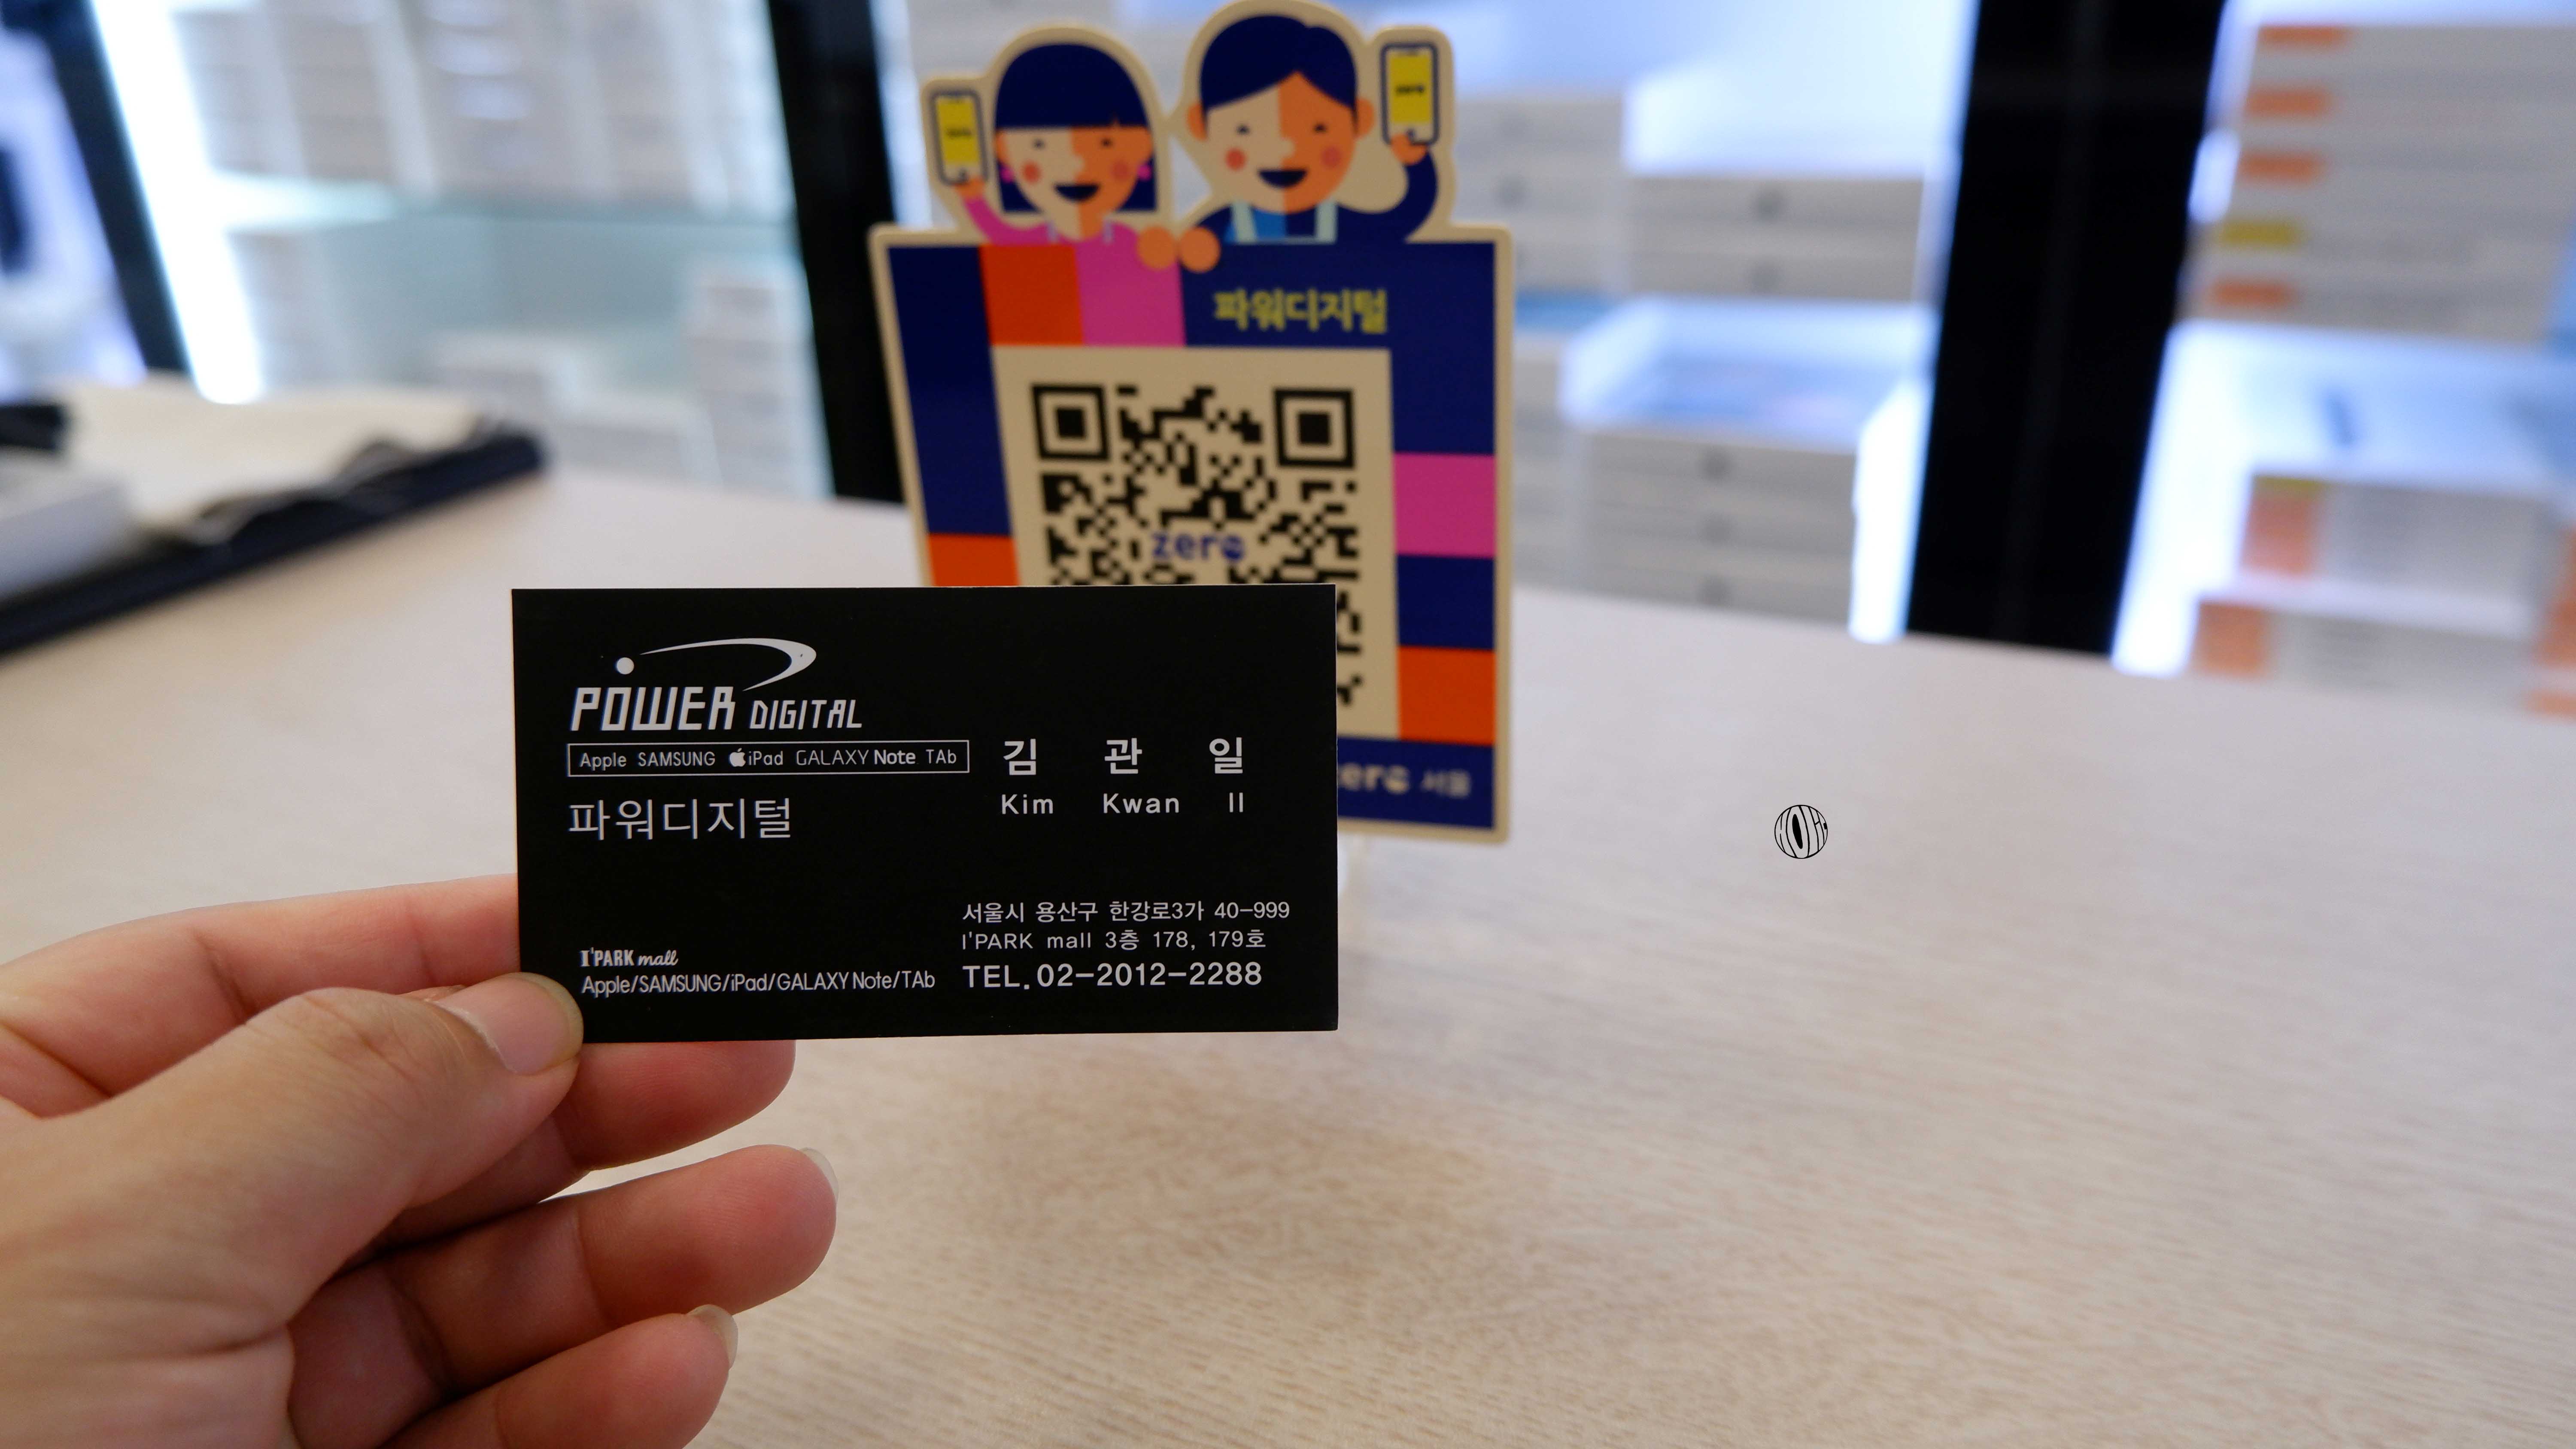 파워디지털
zero
zero 서울
POWER DIGITAL
Apple SAMSUNG iPad GALAXY Note TAb
파워디지털
김 관 일
Kim Kwan Il
서울시 용산구 한강로3가 40-999
I'PARK mall 3층 178, 179호
TEL.02-2012-2288
I'PARK mall
Apple/SAMSUNG/iPad/GALAXY Note/TAb